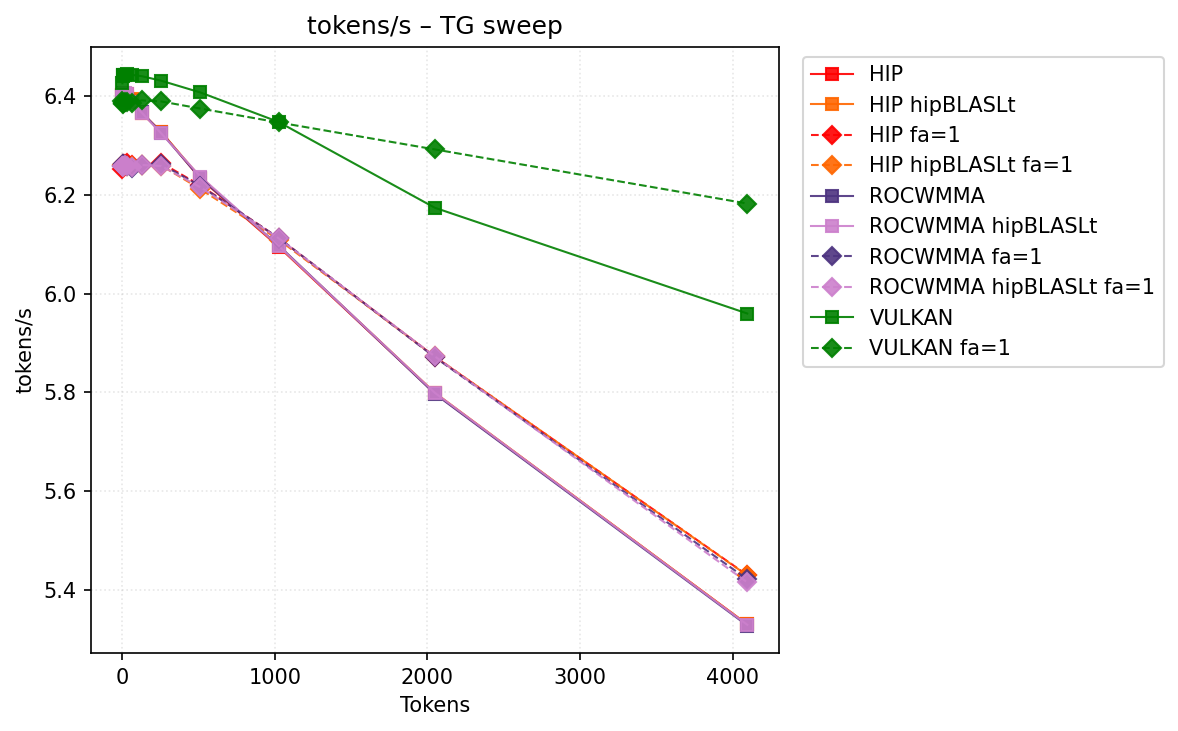 tokens/s – TG sweep
tokens/s
6.4
6.2
6.0
5.8
5.6
5.4
0
1000
2000
3000
4000
Tokens
HIP
HIP hipBLASLt
HIP fa=1
HIP hipBLASLt fa=1
ROCWMMA
ROCWMMA hipBLASLt
ROCWMMA fa=1
ROCWMMA hipBLASLt fa=1
VULKAN
VULKAN fa=1